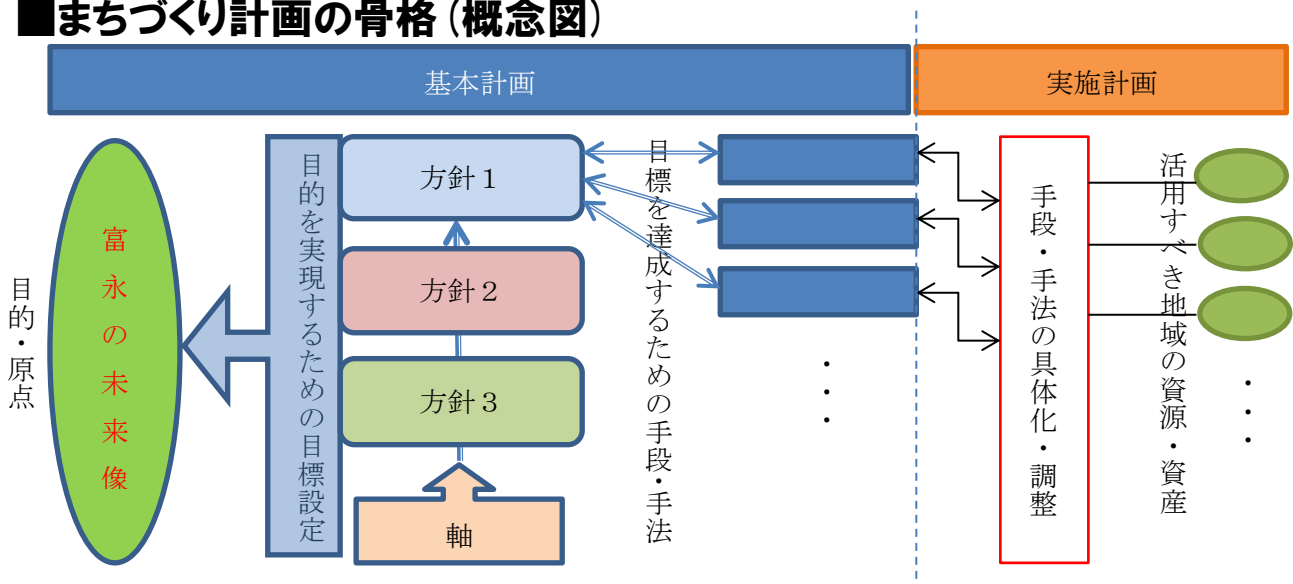 ■まちづくり計画の骨格（概念図）
基本計画
実施計画
目的・原点
富永の未来像
目的を実現するための目標設定
方針１
方針２
方針３
軸
目標を達成するための手段・手法
・・・
手段・手法の具体化・調整
活用すべき地域の資源・資産
・・・